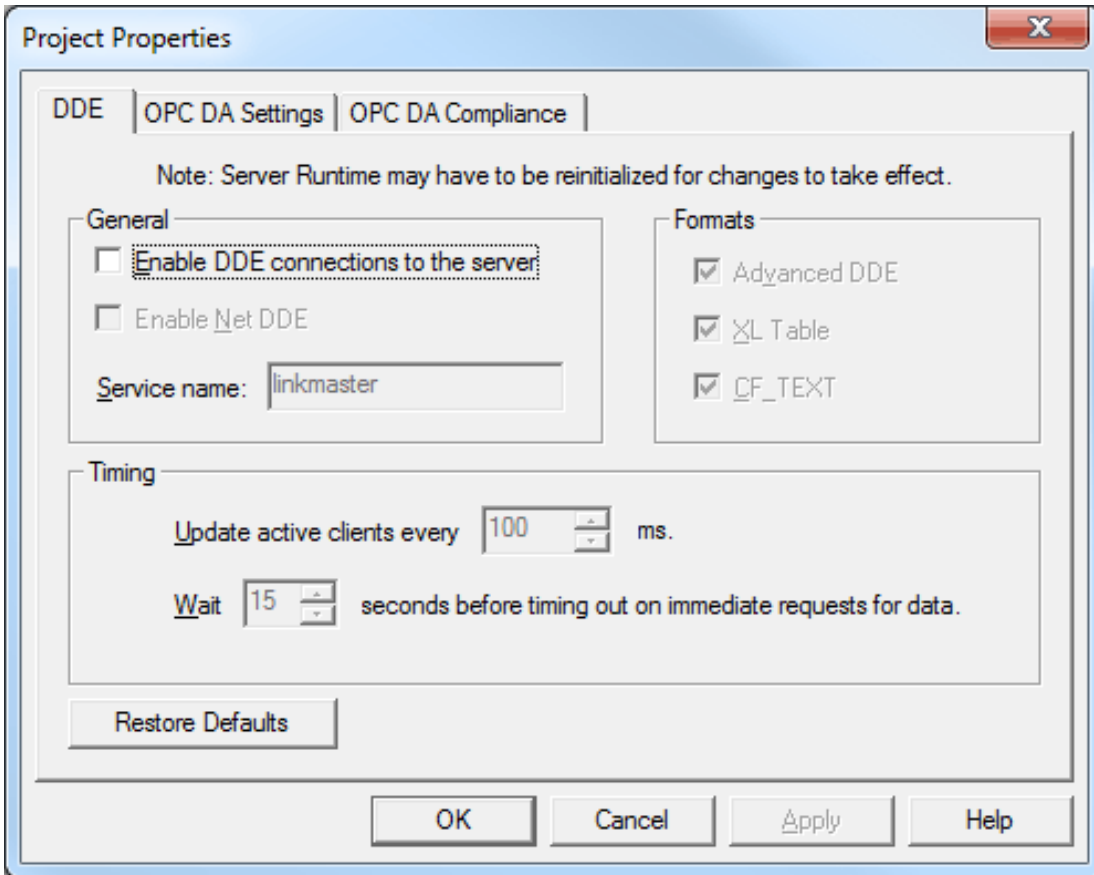 Project Properties
DDE
OPC DA Settings
OPC DA Compliance
Note: Server Runtime may have to be reinitialized for changes to take effect.
General
Enable DDE connections to the server
Enable Net DDE
Service name: linkmaster
Formats
Advanced DDE
XL Table
CF_TEXT
Timing
Update active clients every 100 ms.
Wait 15 seconds before timing out on immediate requests for data.
Restore Defaults
OK
Cancel
Apply
Help